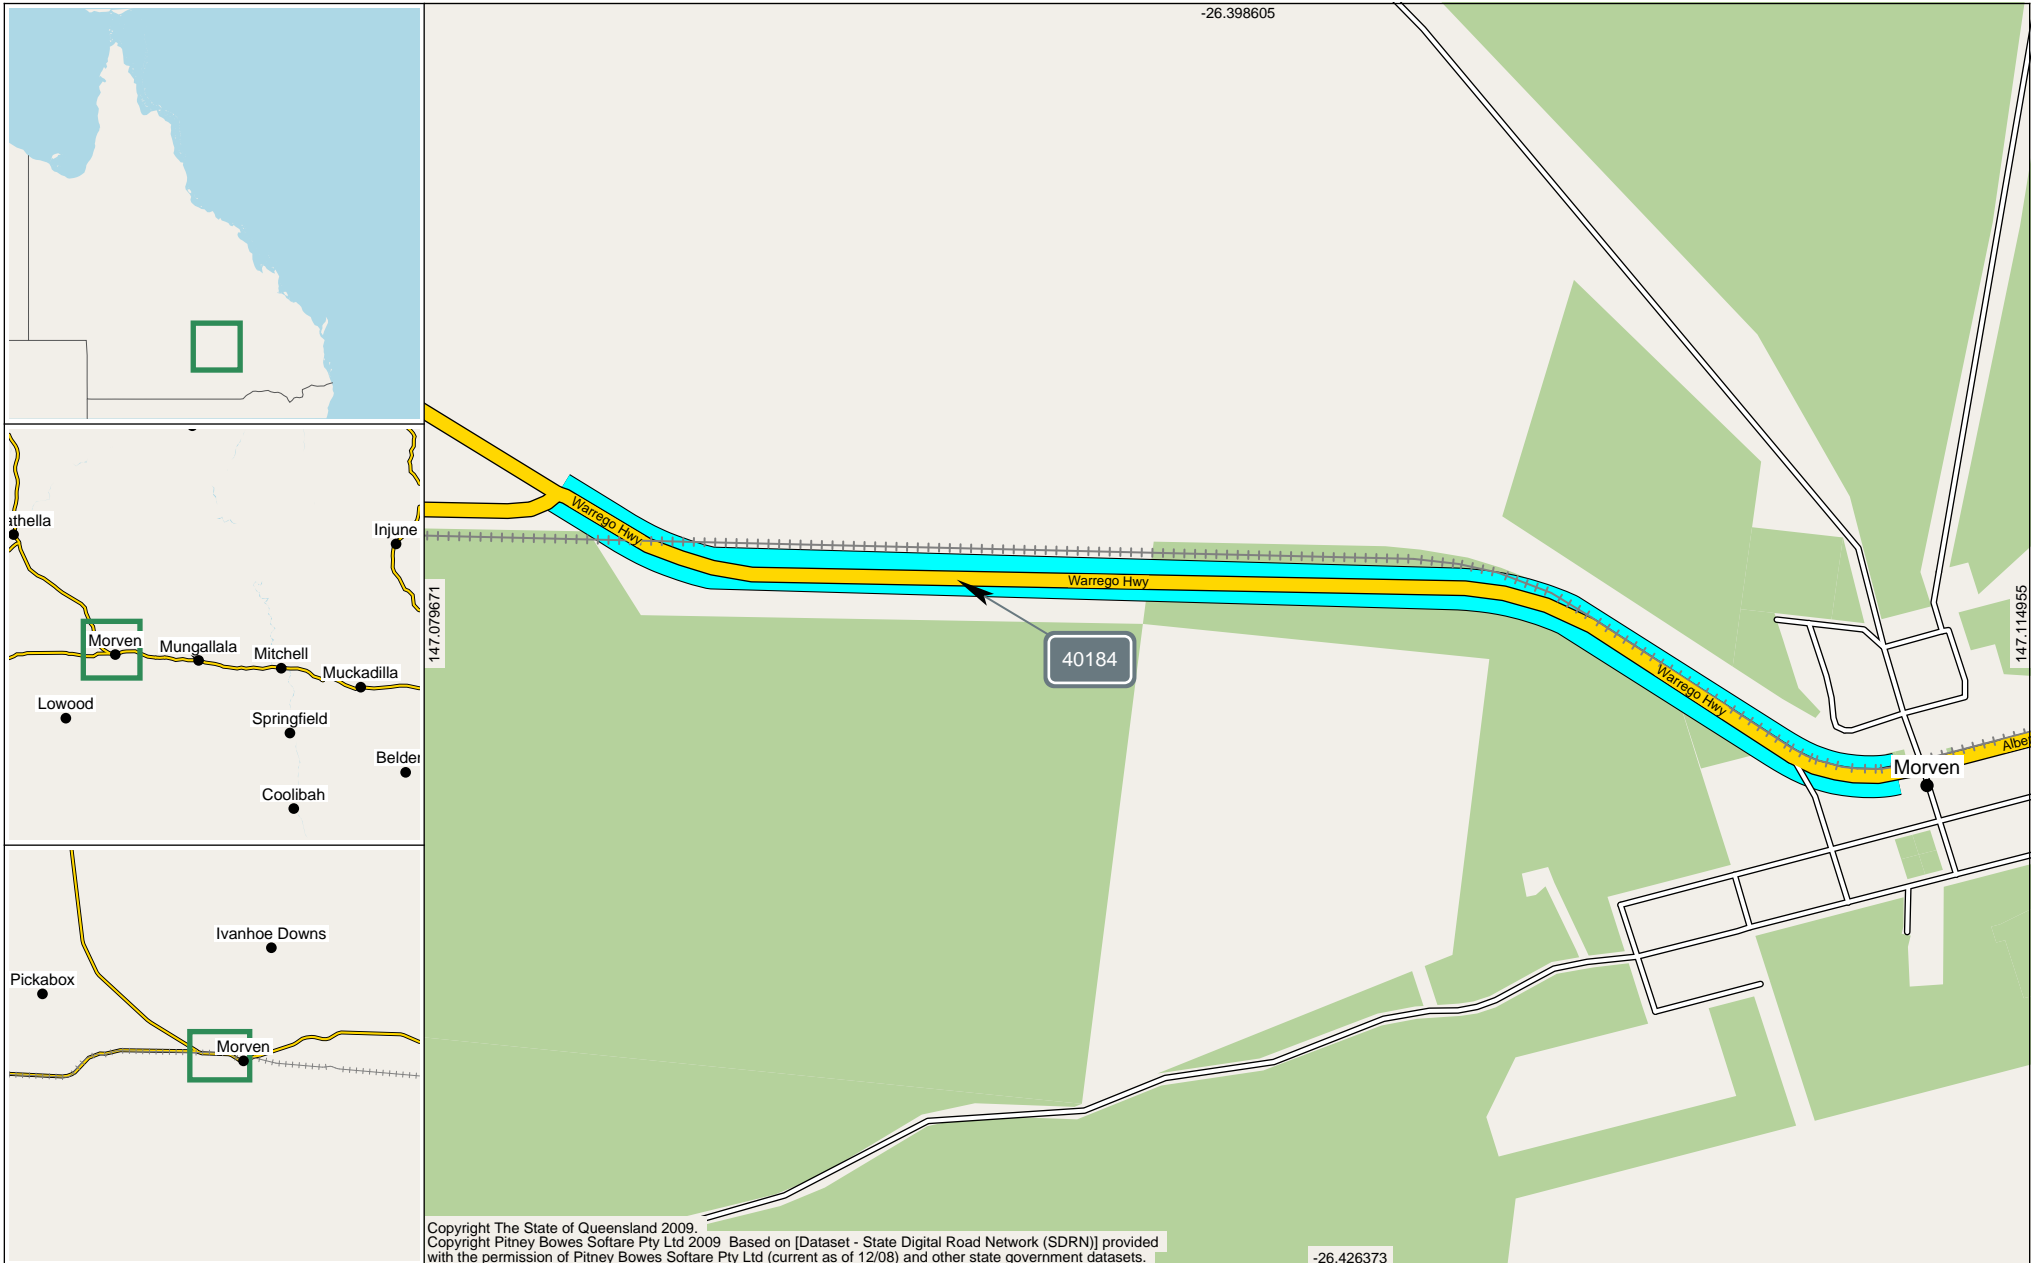 -26.398605
147.079671
147.114955
Warrego Hwy
Warrego Hwy
Warrego Hwy
40184
Morven
Injune
Morven
Mungallala
Mitchell
Muckadilla
Lowood
Springfield
Coolibah
Ivanhoe Downs
Pickabox
Morven
Copyright The State of Queensland 2009.
Copyright Pitney Bowes Softare Pty Ltd 2009 Based on [Dataset - State Digital Road Network (SDRN)] provided
with the permission of Pitney Bowes Softare Pty Ltd (current as of 12/08) and other state government datasets.
-26.426373